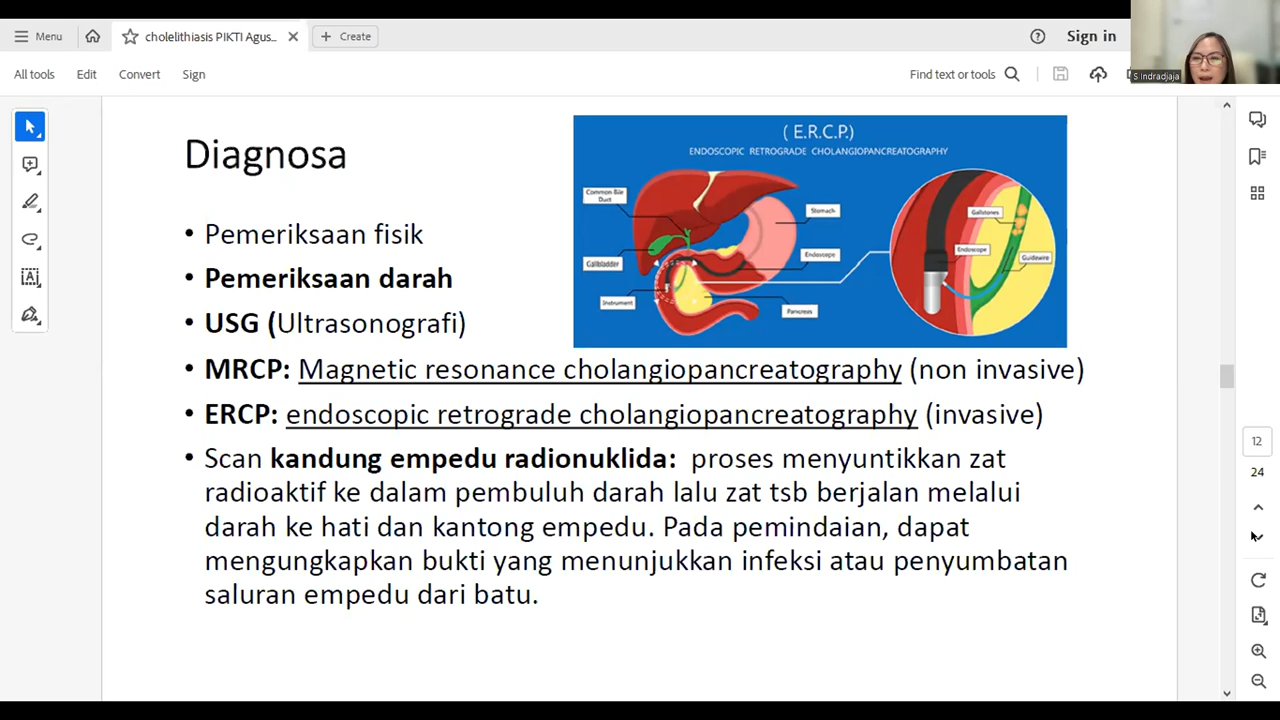 Menu
cholelithiasis PIKTI Agus...
Create
Sign in
S Indradjaja
All tools
Edit
Convert
Sign
Find text or tools
Diagnosa
( E.R.C.P.)
ENDOSCOPIC RETROGRADE CHOLANGIOPANCREATOGRAPHY
Common Bile
Duct
Stomach
Gallbladder
Endoscope
Instrument
Pancreas
Gallstones
Endoscope
Guidewire
• Pemeriksaan fisik
• Pemeriksaan darah
• USG (Ultrasonografi)
• MRCP: Magnetic resonance cholangiopancreatography (non invasive)
• ERCP: endoscopic retrograde cholangiopancreatography (invasive)
• Scan kandung empedu radionuklida: proses menyuntikkan zat
radioaktif ke dalam pembuluh darah lalu zat tsb berjalan melalui
darah ke hati dan kantong empedu. Pada pemindaian, dapat
mengungkapkan bukti yang menunjukkan infeksi atau penyumbatan
saluran empedu dari batu.
12
24